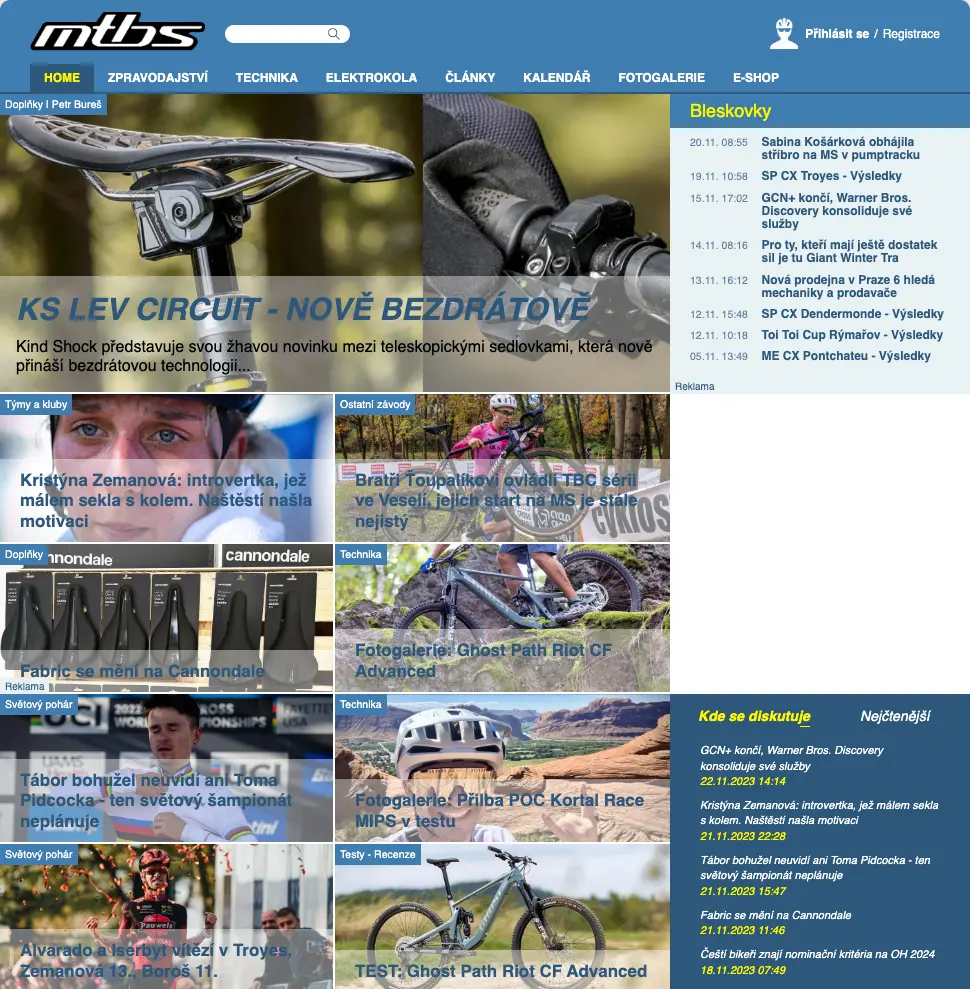 mtbs
Přihlásit se / Registrace
HOME ZPRAVODAJSTVÍ TECHNIKA ELEKTROKOLA ČLÁNKY KALENDÁŘ FOTOGALERIE E-SHOP
Doplňky | Petr Bureš
KS LEV CIRCUIT - NOVĚ BEZDRÁTOVĚ
Kind Shock představuje svou žhavou novinku mezi teleskopickými sedlovkami, která nově
přináší bezdrátovou technologii...
Bleskovky
20.11. 08:55 Sabina Košárková obhájila
stříbro na MS v pumptracku
19.11. 10:58 SP CX Troyes - Výsledky
15.11. 17:02 GCN+ končí, Warner Bros.
Discovery konsoliduje své
služby
14.11. 08:16 Pro ty, kteří mají ještě dostatek
sil je tu Giant Winter Tra
13.11. 16:12 Nová prodejna v Praze 6 hledá
mechaniky a prodavače
12.11. 15:48 SP CX Dendermonde - Výsledky
12.11. 10:18 Toi Toi Cup Rýmařov - Výsledky
05.11. 13:49 ME CX Pontchateu - Výsledky
Reklama
Týmy a kluby
Kristýna Zemanová: introvertka, jež
málem sekla s kolem. Naštěstí našla
motivaci
Ostatní závody
Bratři Ťoupalíkovi ovládli TBC sérii
ve Veselí, jejich start na MS je stále
nejistý
Doplňky
cannondale
Fabric se mění na Cannondale
Reklama
Technika
Fotogalerie: Ghost Path Riot CF
Advanced
Světový pohár
UCI
Tábor bohužel neuvidí ani Toma
Pidcocka - ten světový šampionát
neplánuje
Technika
Fotogalerie: Přilba POC Kortal Race
MIPS v testu
Světový pohár
Pauwels
Alvarado a Iserbyt vítězí v Troyes,
Zemanová 13., Boroš 11.
Testy - Recenze
TEST: Ghost Path Riot CF Advanced
Kde se diskutuje Nejčtenější
GCN+ končí, Warner Bros. Discovery
konsoliduje své služby
22.11.2023 14:14
Kristýna Zemanová: introvertka, jež málem sekla
s kolem. Naštěstí našla motivaci
21.11.2023 22:28
Tábor bohužel neuvidí ani Toma Pidcocka - ten
světový šampionát neplánuje
21.11.2023 15:47
Fabric se mění na Cannondale
21.11.2023 11:46
Čeští bikeři znají nominační kritéria na OH 2024
18.11.2023 07:49